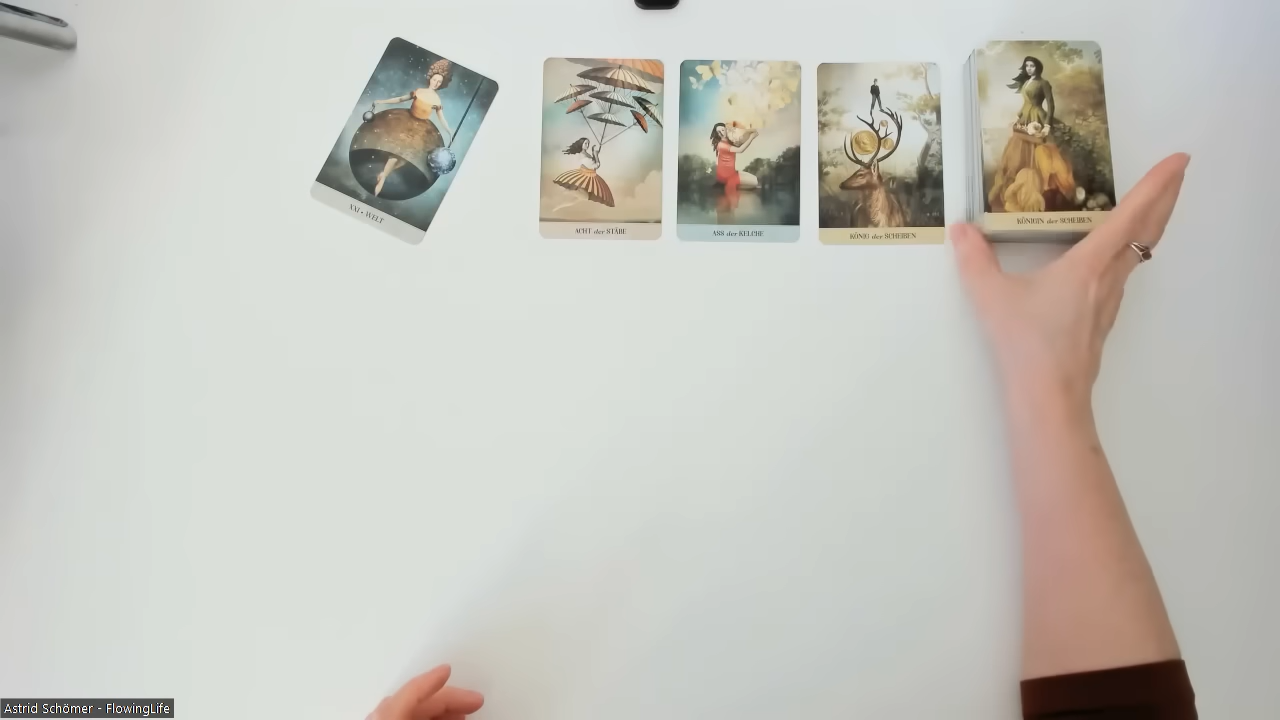 XXI • WELT
ACHT der STÄBE
ASS der KELCHE
KÖNIG der SCHEIBEN
KÖNIGIN der SCHEIBEN
Astrid Schömer - FlowingLife